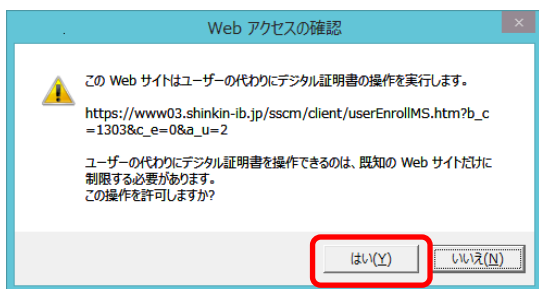 Web アクセスの確認
この Web サイトはユーザーの代わりにデジタル証明書の操作を実行します。
https://www03.shinkin-ib.jp/sscm/client/userEnrollMS.htm?b_c
=1303&c_e=0&a_u=2
ユーザーの代わりにデジタル証明書を操作できるのは、既知の Web サイトだけに
制限する必要があります。
この操作を許可しますか?
はい(Y)
いいえ(N)